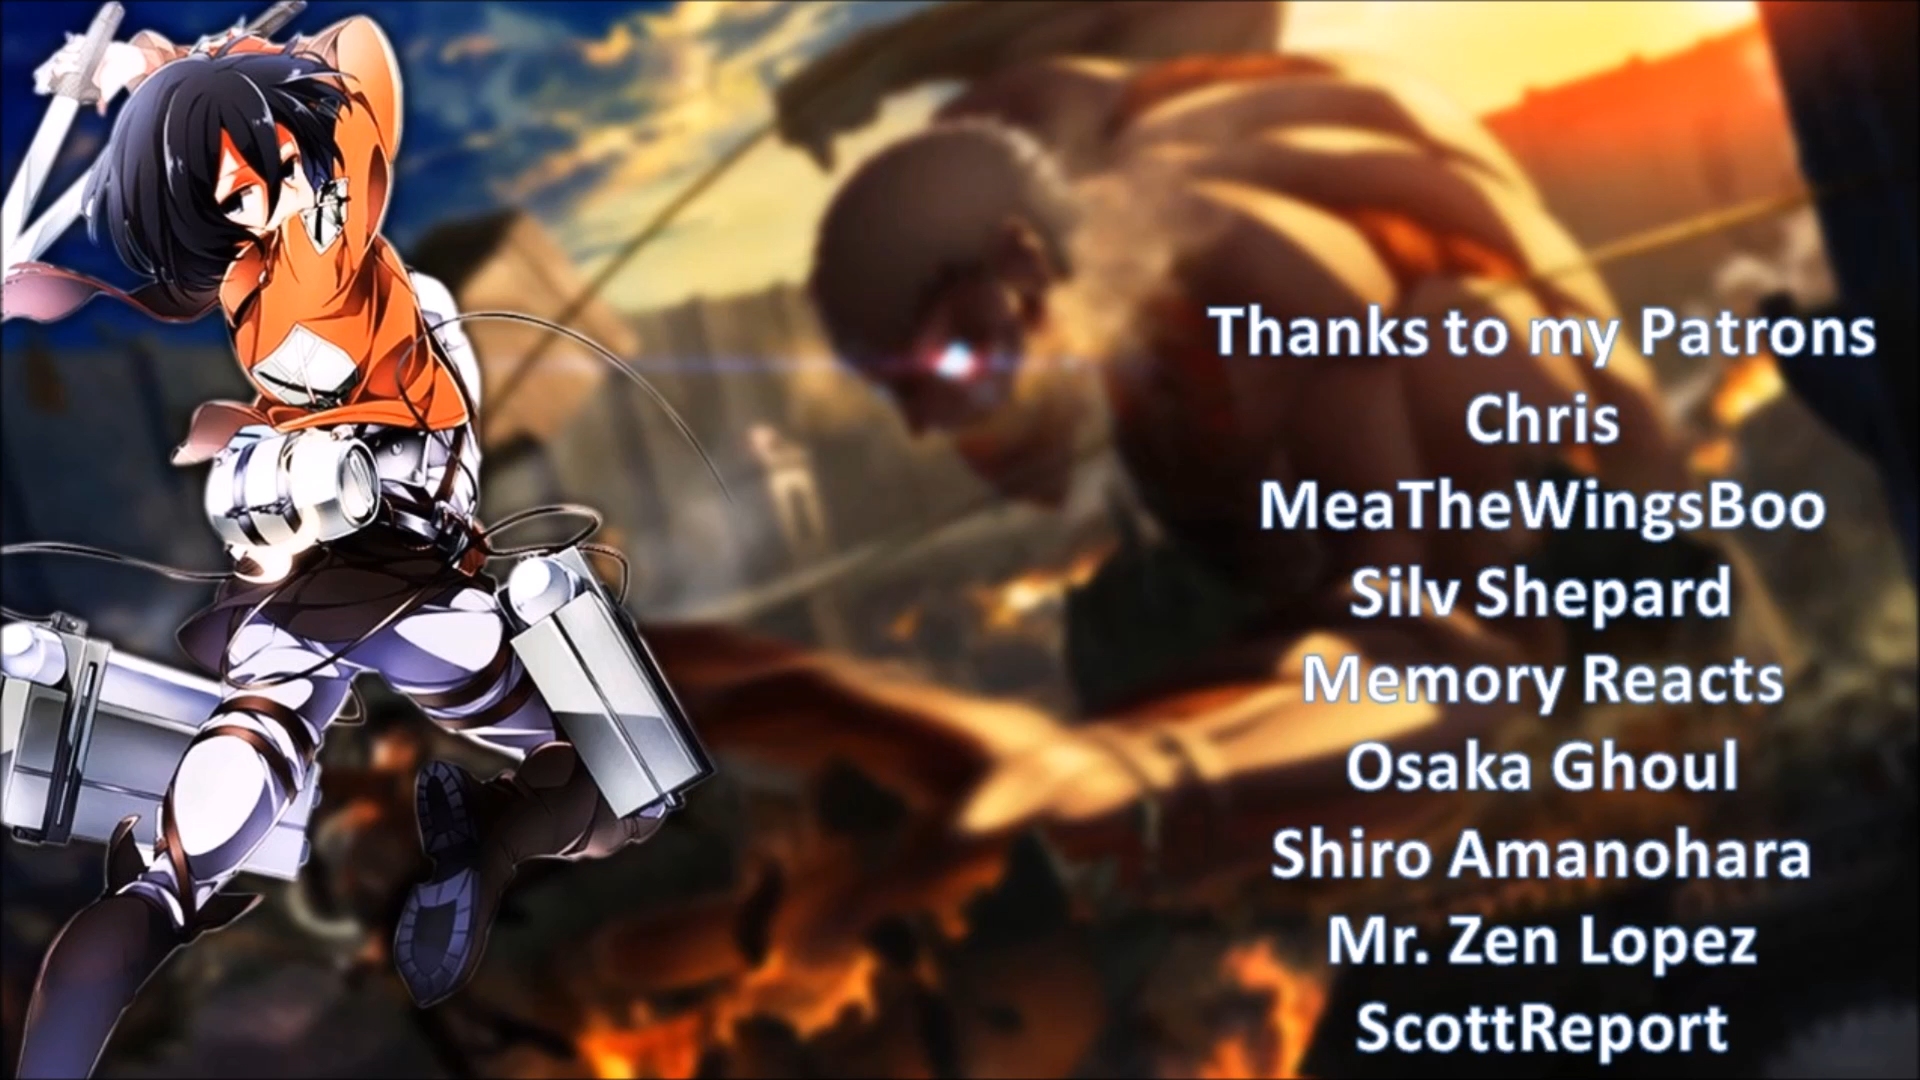 Thanks to my Patrons
Chris
MeaTheWingsBoo
Silv Shepard
Memory Reacts
Osaka Ghoul
Shiro Amanohara
Mr. Zen Lopez
ScottReport